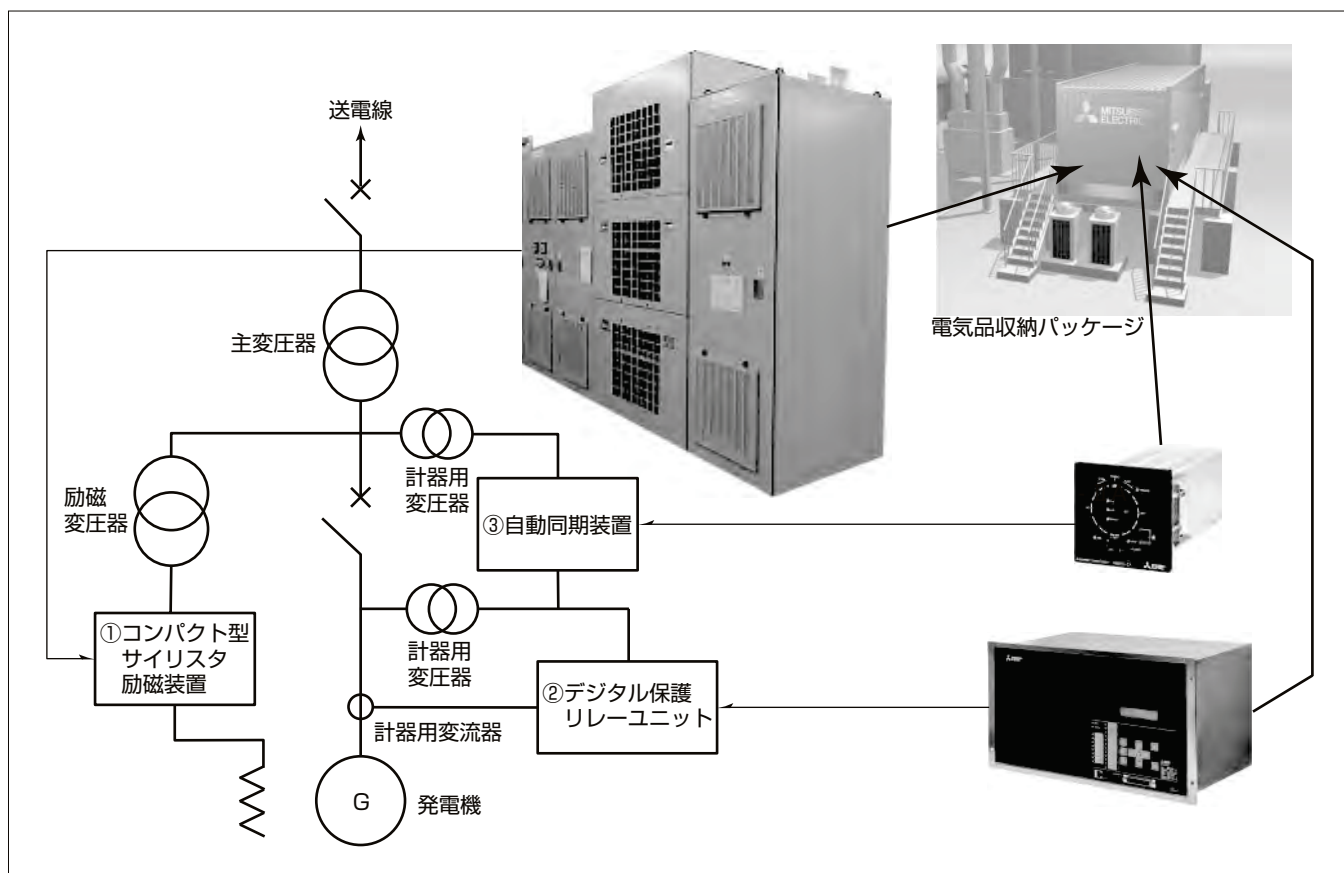 送電線
MITSUBISHI
ELECTRIC
電気品収納パッケージ
主変圧器
計器用
変圧器
励磁
変圧器
③自動同期装置
①コンパクト型
サイリスタ
励磁装置
計器用
変圧器
②デジタル保護
リレーユニット
計器用変流器
G
発電機